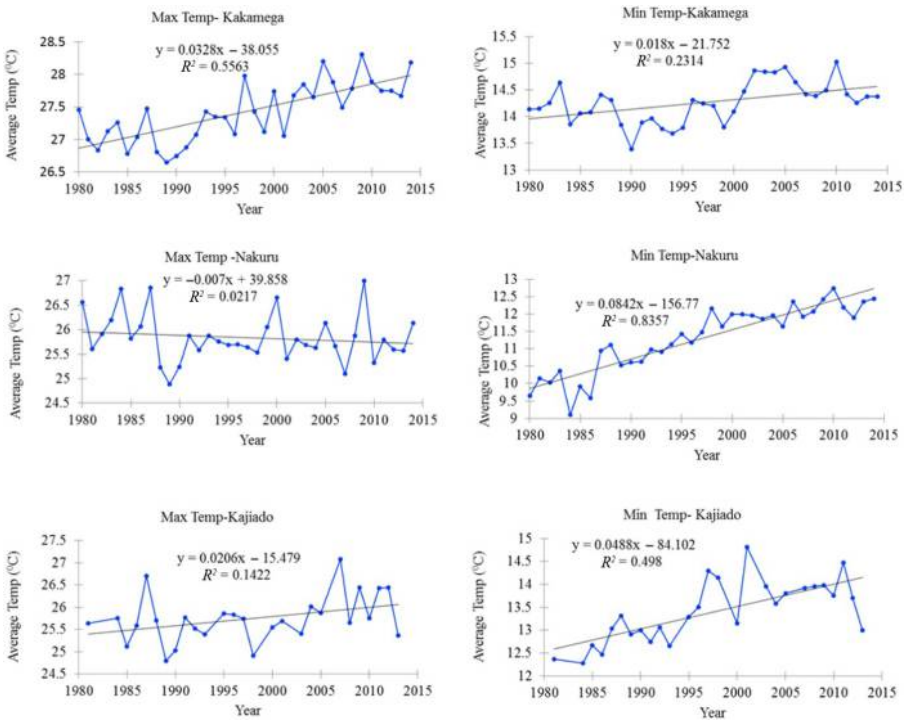 Max Temp- Kakamega
y = 0.0328x − 38.055
R² = 0.5563
Average Temp (⁰C)
28.5
28
27.5
27
26.5
1980 1985 1990 1995 2000 2005 2010 2015
Year
Min Temp-Kakamega
y = 0.018x − 21.752
R² = 0.2314
Average Temp (⁰C)
15.5
15
14.5
14
13.5
13
1980 1985 1990 1995 2000 2005 2010 2015
Year
Max Temp -Nakuru
y = −0.007x + 39.858
R² = 0.0217
Average Temp (⁰C)
27
26.5
26
25.5
25
24.5
1980 1985 1990 1995 2000 2005 2010 2015
Year
Min Temp-Nakuru
y = 0.0842x − 156.77
R² = 0.8357
Average Temp (⁰C)
13
12.5
12
11.5
11
10.5
10
9.5
9
1980 1985 1990 1995 2000 2005 2010 2015
Year
Max Temp-Kajiado
y = 0.0206x − 15.479
R² = 0.1422
Average Temp (⁰C)
27.5
27
26.5
26
25.5
25
24.5
1980 1985 1990 1995 2000 2005 2010 2015
Year
Min Temp- Kajiado
y = 0.0488x − 84.102
R² = 0.498
Average Temp (⁰C)
15
14.5
14
13.5
13
12.5
12
1980 1985 1990 1995 2000 2005 2010 2015
Year